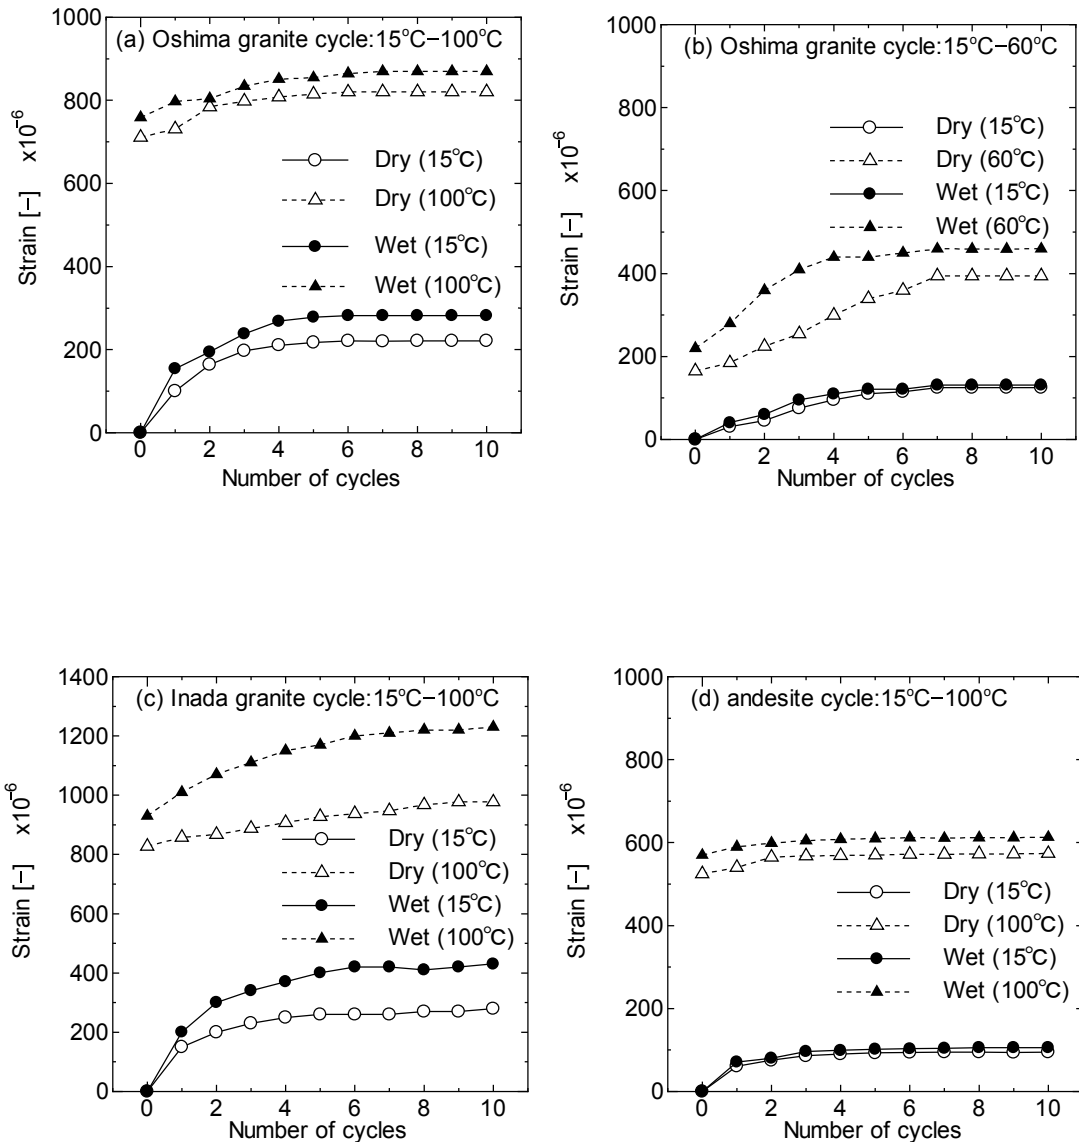 (a) Oshima granite cycle:15°C−100°C
1000
800
600
400
200
0
Strain [−] x10⁻⁶
Dry (15°C)
Dry (100°C)
Wet (15°C)
Wet (100°C)
0 2 4 6 8 10
Number of cycles
(b) Oshima granite cycle:15°C−60°C
1000
800
600
400
200
0
Strain [−] x10⁻⁶
Dry (15°C)
Dry (60°C)
Wet (15°C)
Wet (60°C)
0 2 4 6 8 10
Number of cycles
(c) Inada granite cycle:15°C−100°C
1400
1200
1000
800
600
400
200
0
Strain [−] x10⁻⁶
Dry (15°C)
Dry (100°C)
Wet (15°C)
Wet (100°C)
0 2 4 6 8 10
Number of cycles
(d) andesite cycle:15°C−100°C
1000
800
600
400
200
0
Strain [−] x10⁻⁶
Dry (15°C)
Dry (100°C)
Wet (15°C)
Wet (100°C)
0 2 4 6 8 10
Number of cycles